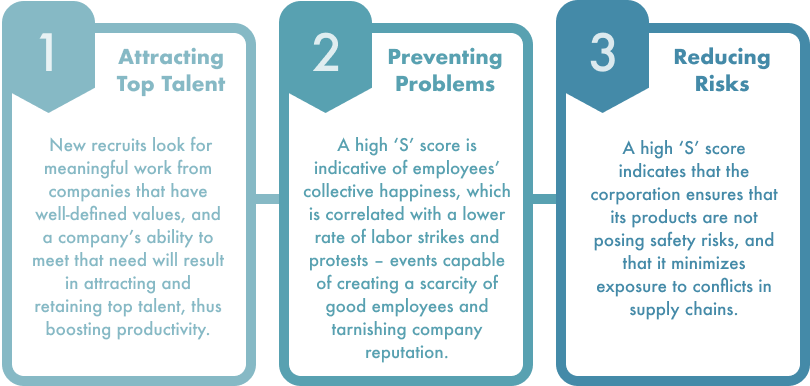 1
Attracting
Top Talent
New recruits look for
meaningful work from
companies that have
well-defined values, and
a company's ability to
meet that need will result
in attracting and
retaining top talent, thus
boosting productivity.
2
Preventing
Problems
A high ‘S’ score is
indicative of employees’
collective happiness, which
is correlated with a lower
rate of labor strikes and
protests – events capable
of creating a scarcity of
good employees and
tarnishing company
reputation.
3
Reducing
Risks
A high ‘S’ score
indicates that the
corporation ensures that
its products are not
posing safety risks, and
that it minimizes
exposure to conflicts in
supply chains.